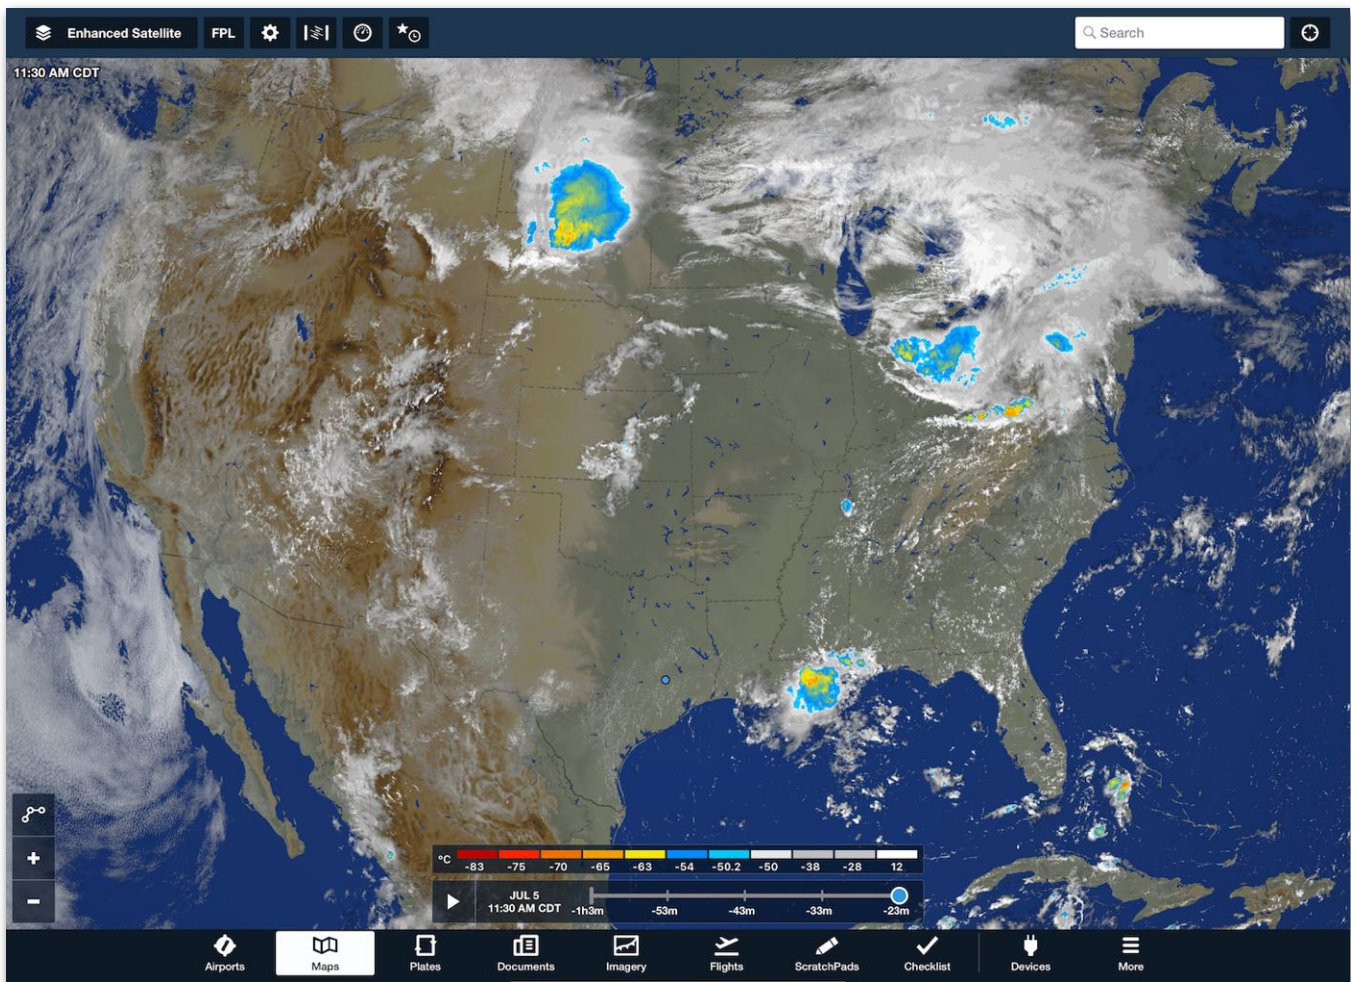 Enhanced Satellite
FPL
Search
11:30 AM CDT
°C
-83 -75 -70 -65 -63 -54 -50.2 -50 -38 -28 12
JUL 5
11:30 AM CDT
-1h3m -53m -43m -33m -23m
Airports
Maps
Plates
Documents
Imagery
Flights
ScratchPads
Checklist
Devices
More